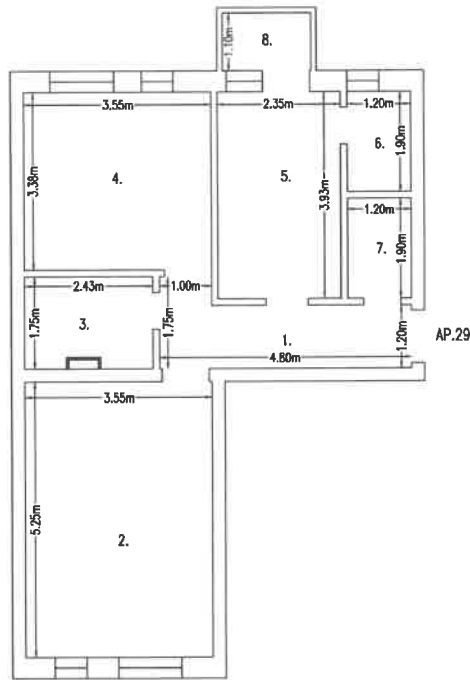 8.
1.10m
3.55m
2.35m
1.20m
6.
4.
5.
3.38m
3.93m
1.90m
1.20m
7.
1.90m
2.43m
1.00m
3.
1.75m
1.75m
1.
4.80m
1.20m
AP.29
3.55m
5.25m
2.